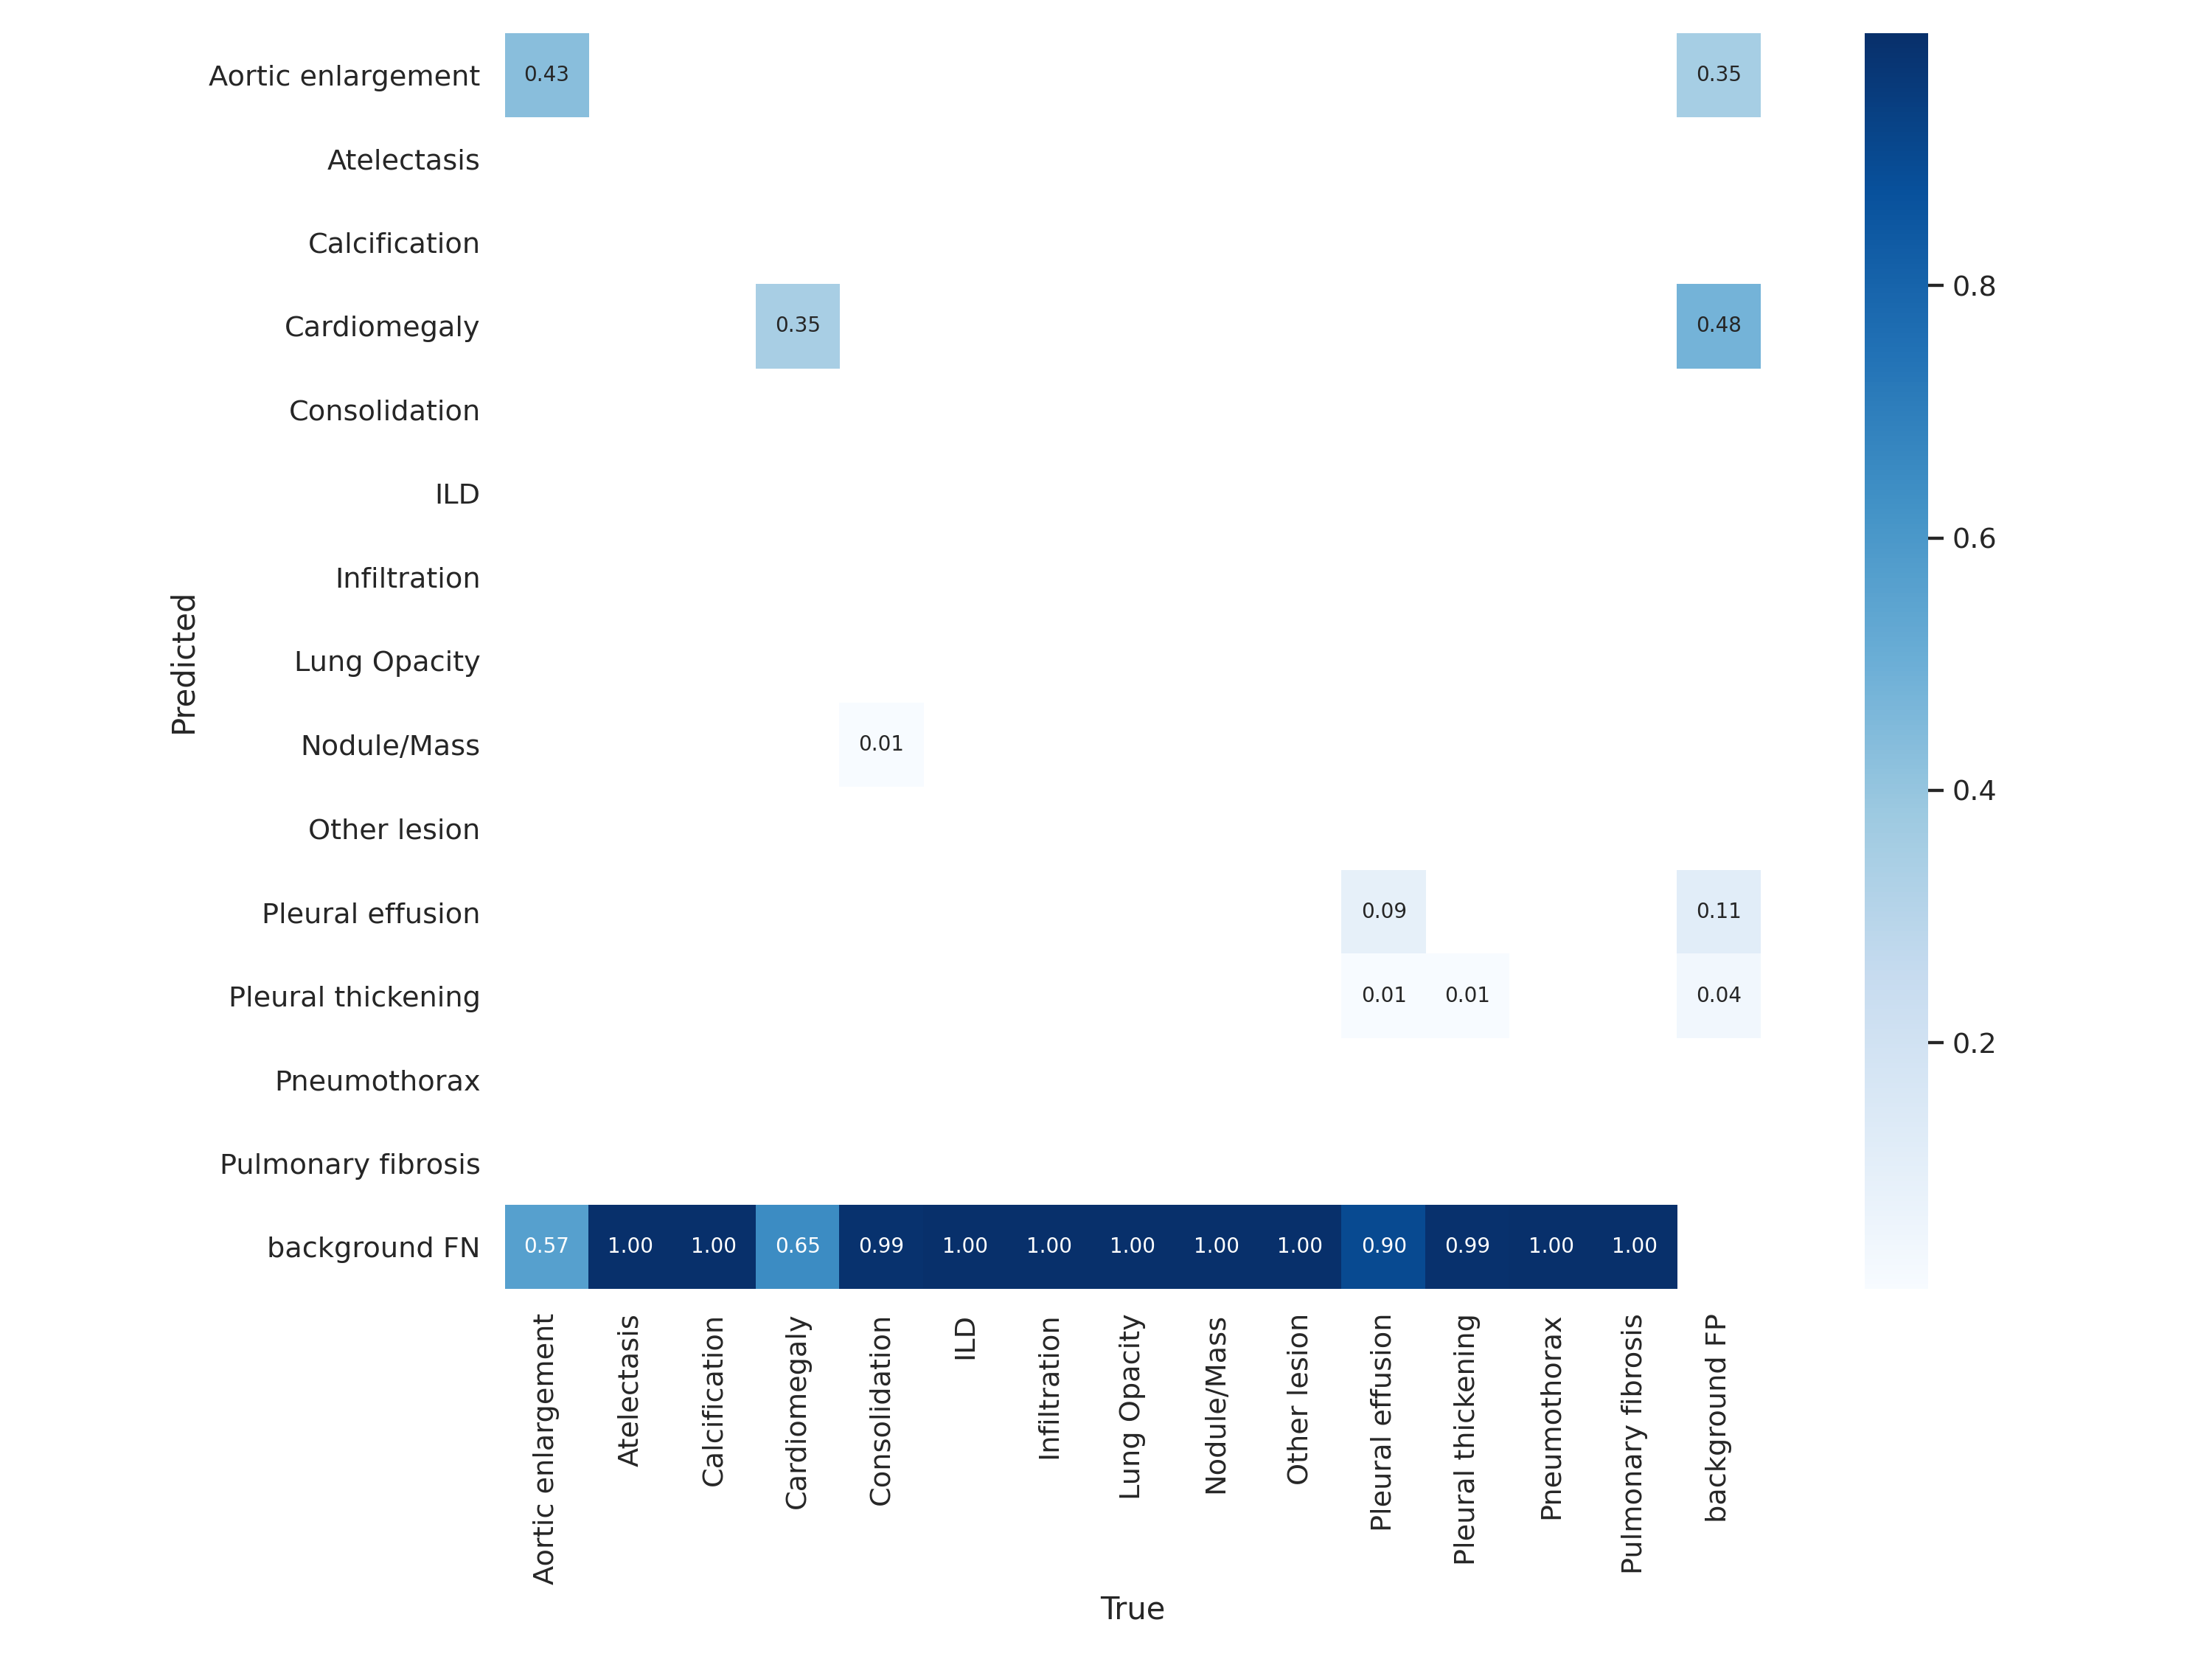 Aortic enlargement
0.43
0.35
Atelectasis
Calcification
Cardiomegaly
0.35
0.48
0.8
Consolidation
ILD
0.6
Infiltration
Predicted
Lung Opacity
Nodule/Mass
0.01
0.4
Other lesion
Pleural effusion
0.09
0.11
Pleural thickening
0.01
0.01
0.04
0.2
Pneumothorax
Pulmonary fibrosis
background FN
0.57
1.00
1.00
0.65
0.99
1.00
1.00
1.00
1.00
1.00
0.90
0.99
1.00
1.00
Aortic enlargement
Atelectasis
Calcification
Cardiomegaly
Consolidation
ILD
Infiltration
Lung Opacity
Nodule/Mass
Other lesion
Pleural effusion
Pleural thickening
Pneumothorax
Pulmonary fibrosis
background FP
True